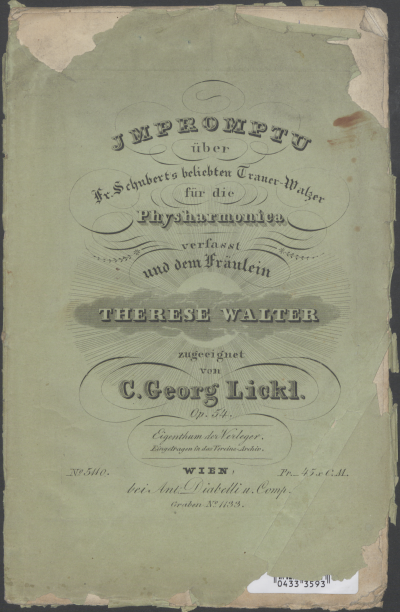 JMPROMPTU
über
Fr. Schubert's beliebten Trauer-Walzer
für die
Physharmonica
verfasst
und dem Fräulein
THERESE WALTER
zugeeignet
von
C. Georg Lickl.
Op. 54.
Eigenthum der Verleger.
Eingetragen in das Vereins-Archiv.
WIEN:
No. 5110. Pr. 45 x C.M.
bei Ant. Diabelli u. Comp.
Graben No. 1133.
0433 3593